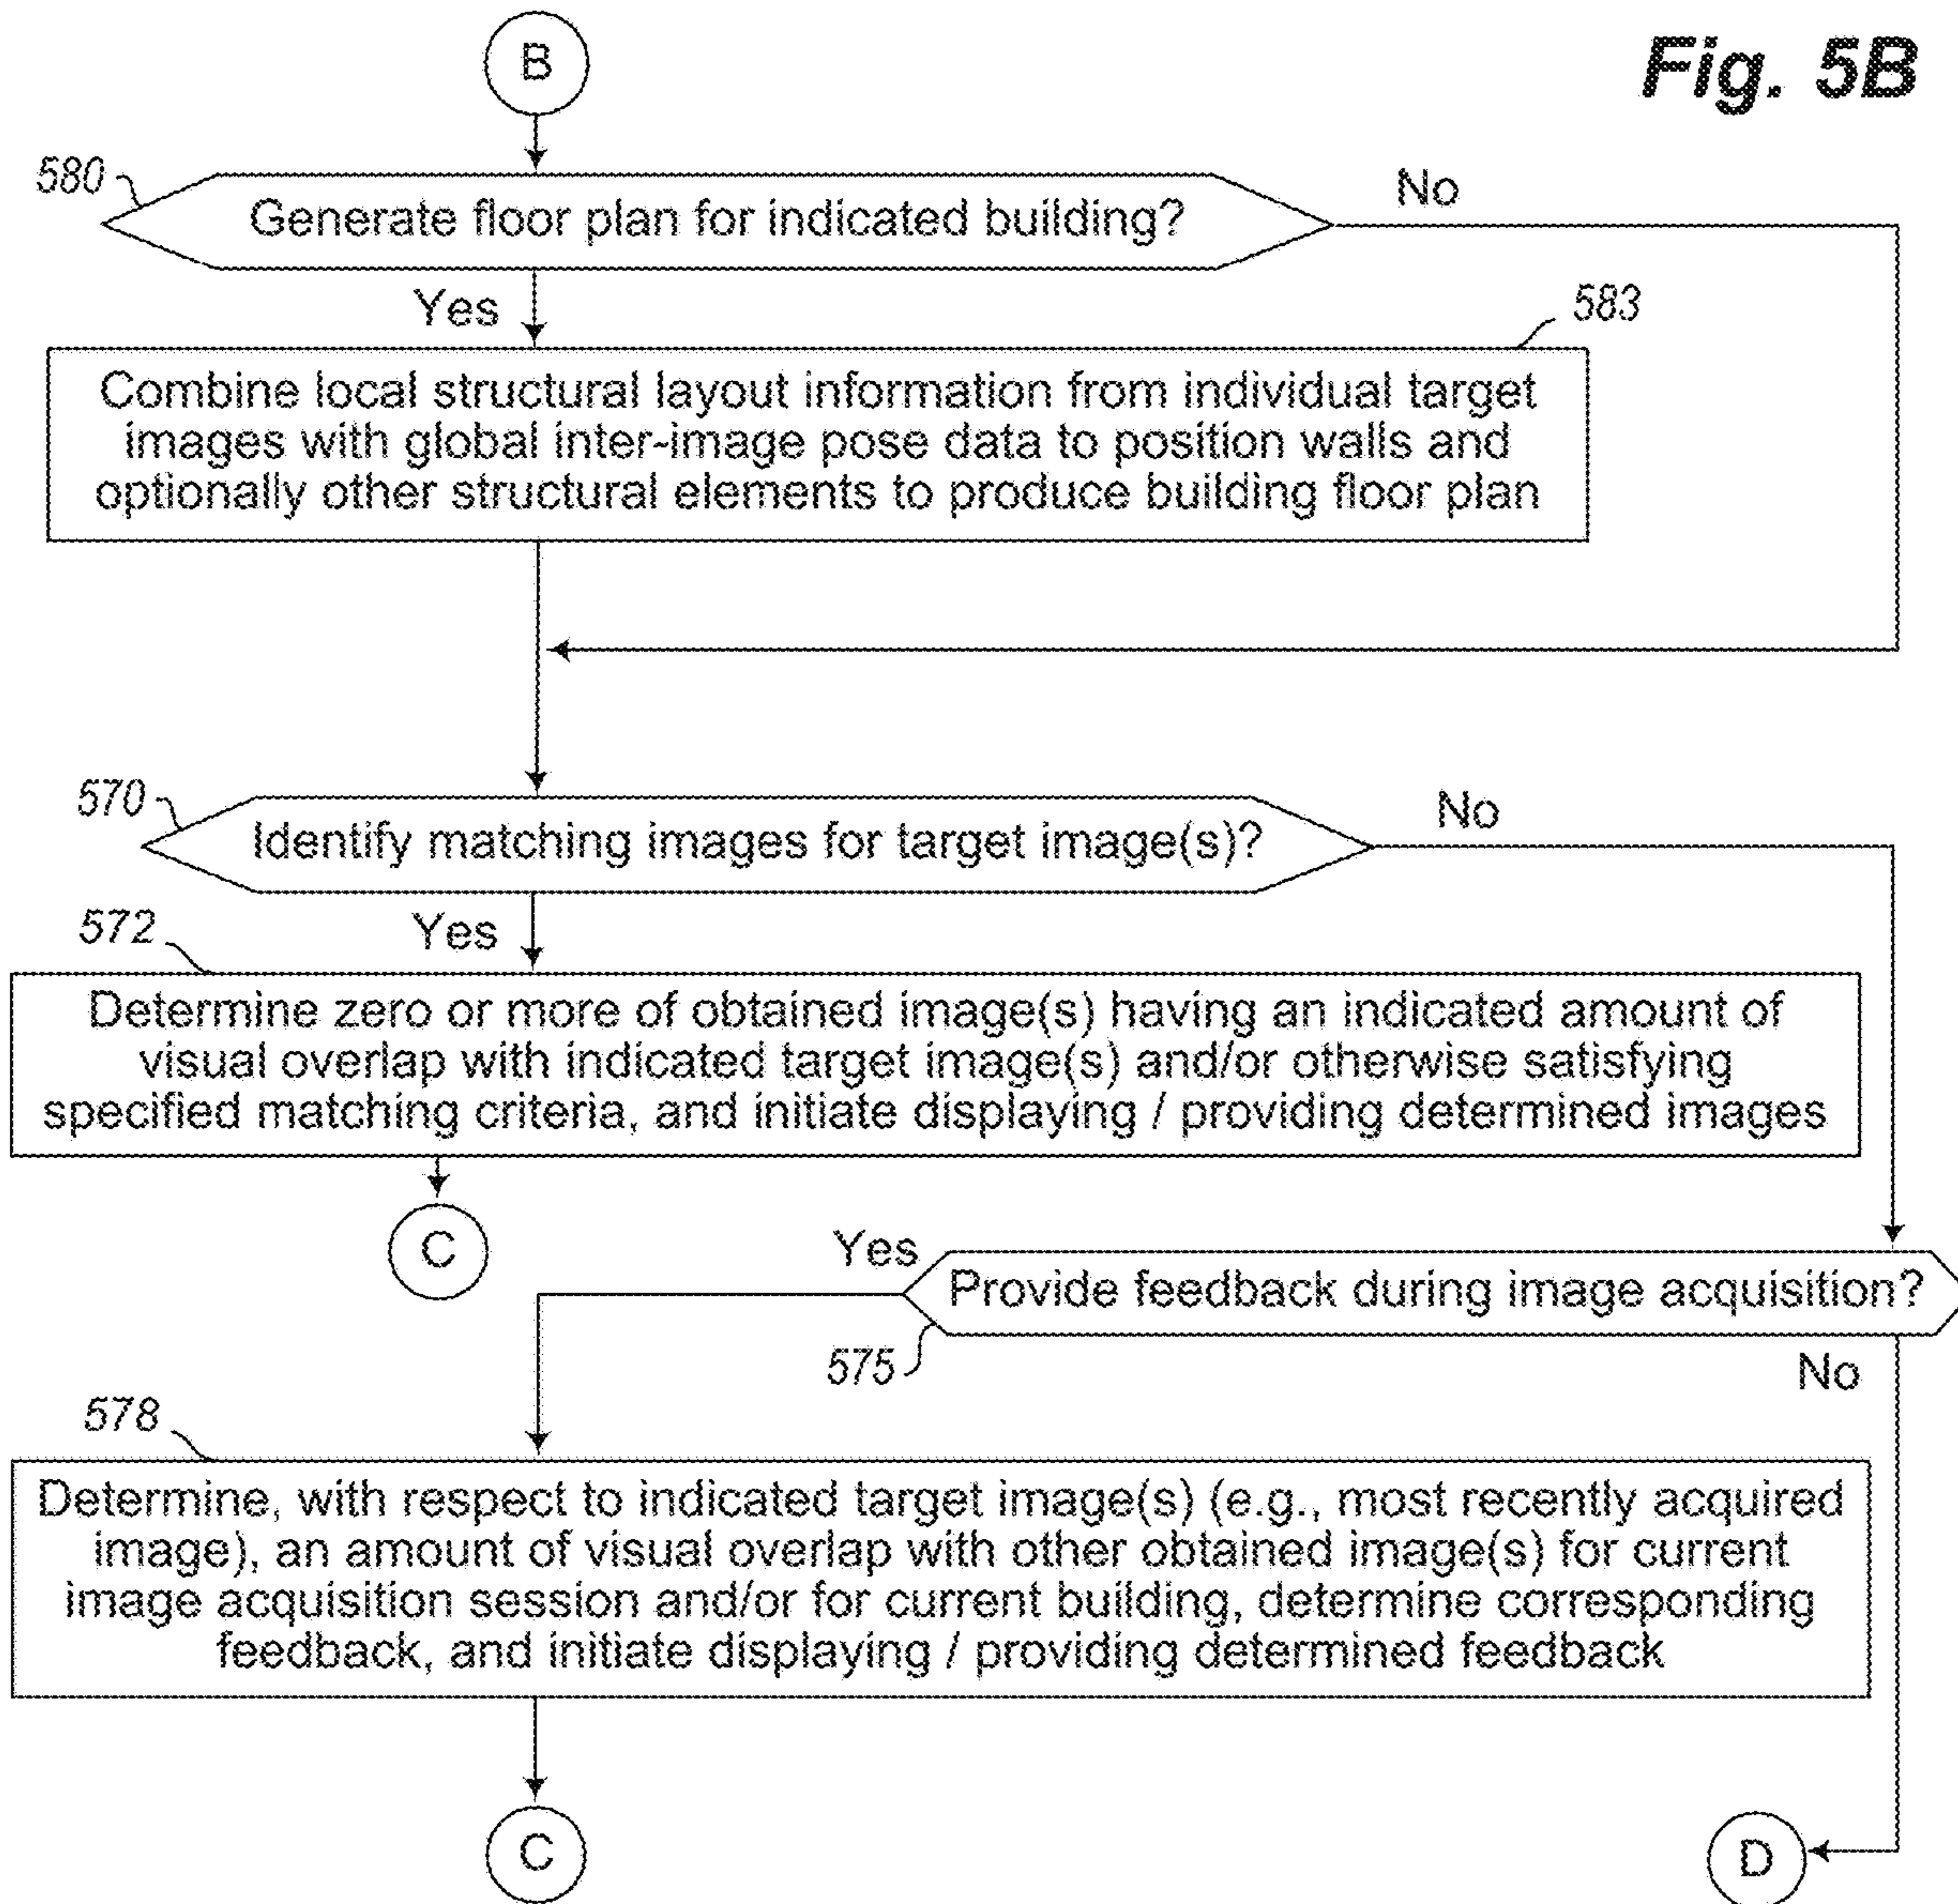 Fig. 5B
B
580
Generate floor plan for indicated building?
No
Yes
583
Combine local structural layout information from individual target
images with global inter-image pose data to position walls and
optionally other structural elements to produce building floor plan
570
Identify matching images for target image(s)?
No
Yes
572
Determine zero or more of obtained image(s) having an indicated amount of
visual overlap with indicated target image(s) and/or otherwise satisfying
specified matching criteria, and initiate displaying / providing determined images
C
Yes
Provide feedback during image acquisition?
575
No
578
Determine, with respect to indicated target image(s) (e.g., most recently acquired
image), an amount of visual overlap with other obtained image(s) for current
image acquisition session and/or for current building, determine corresponding
feedback, and initiate displaying / providing determined feedback
C
D